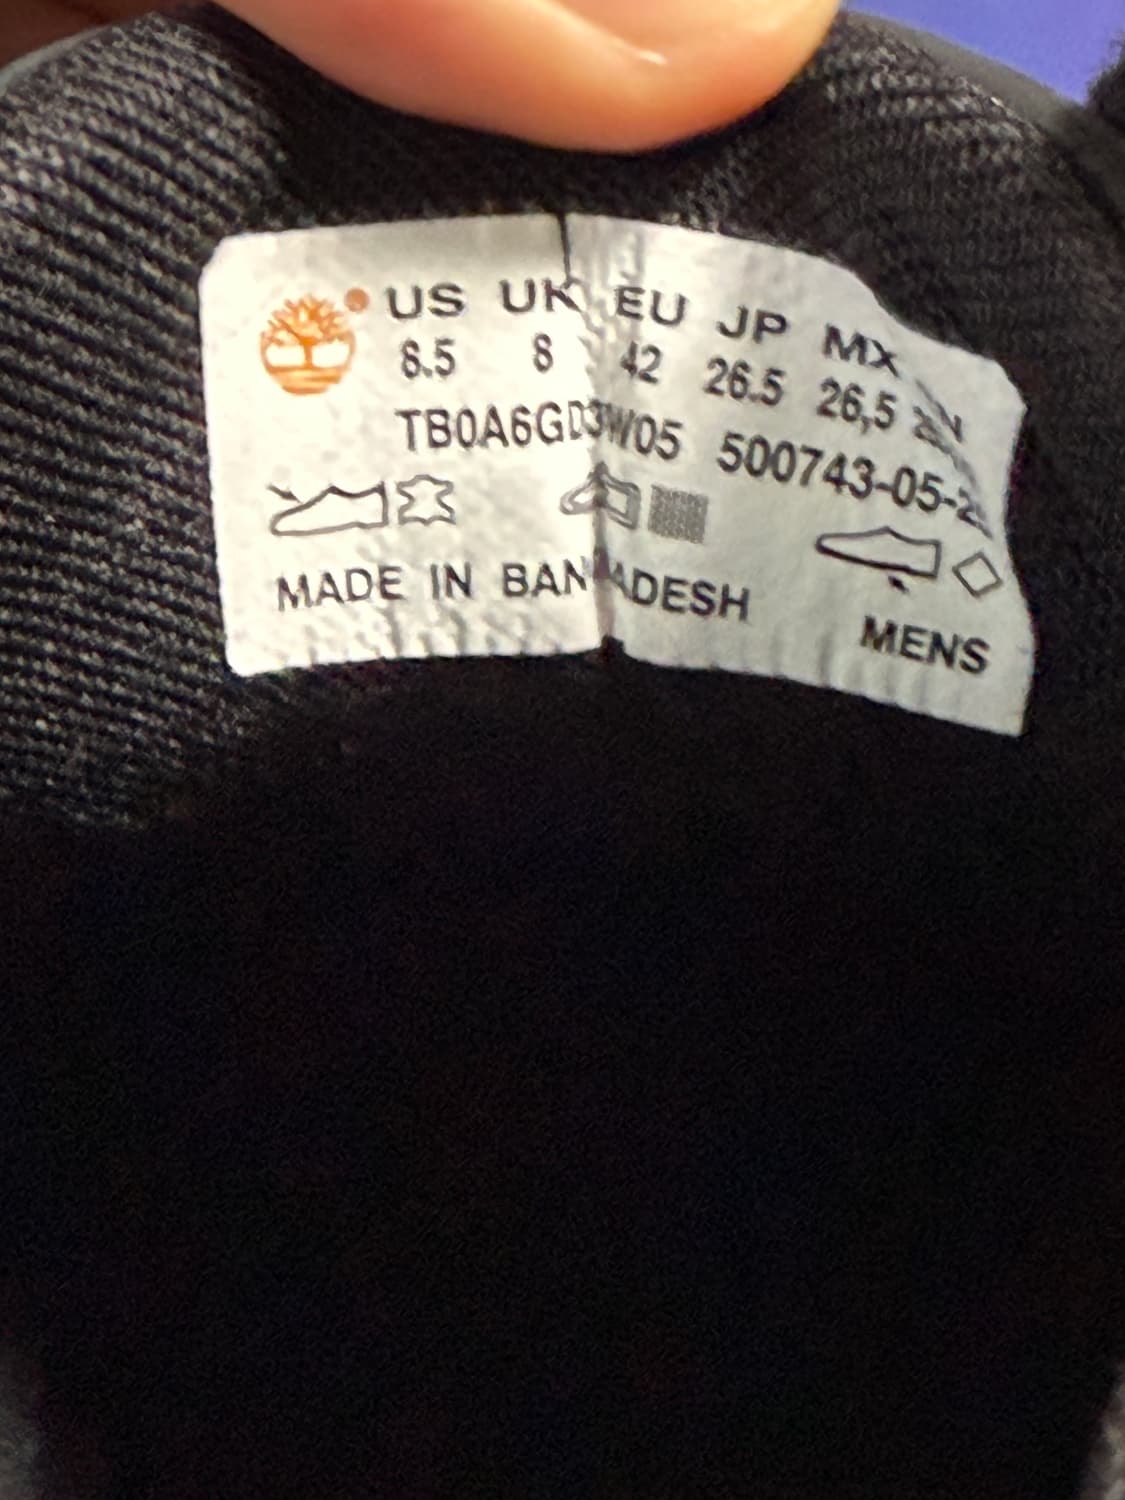 US UK EU JP MX
8.5 8 42 26.5 26,5
TB0A6GD3W05 500743-05-2
MADE IN
MENS